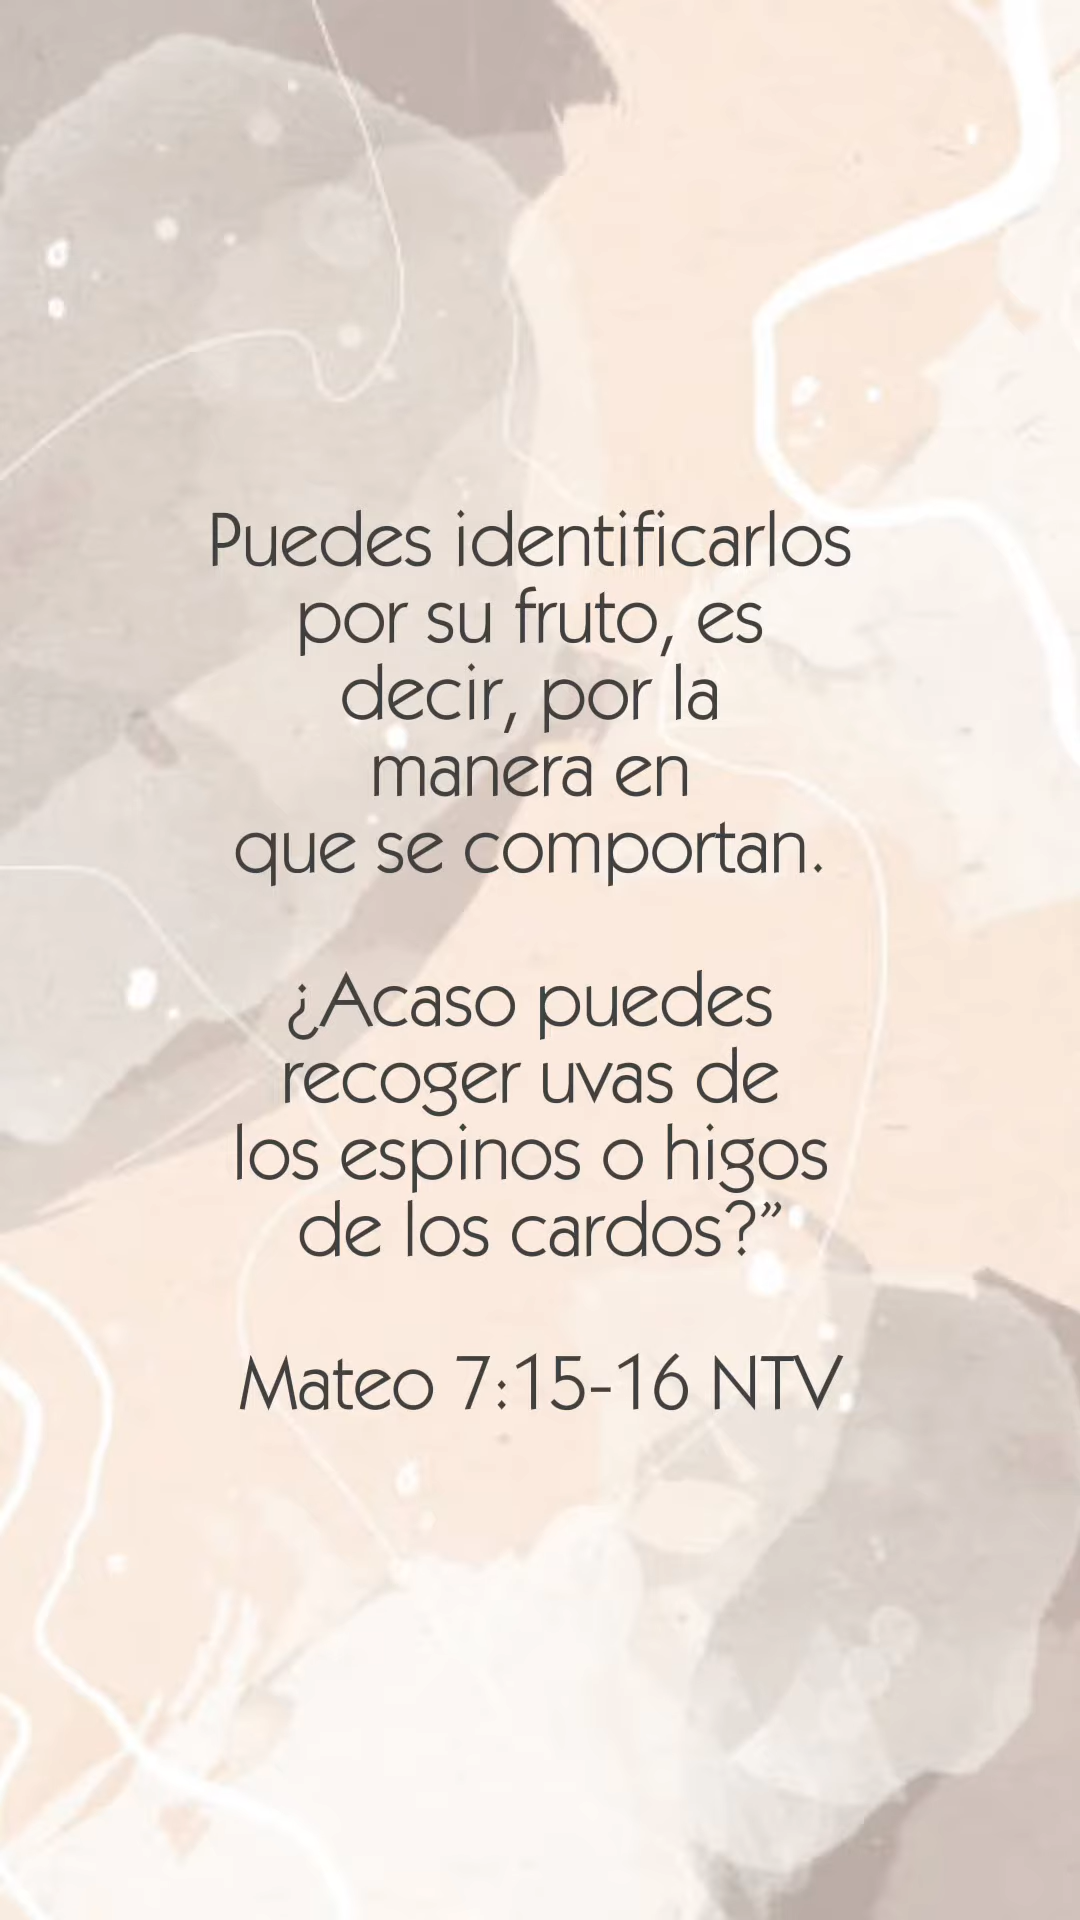 Puedes identificarlos
por su fruto, es
decir, por la
manera en
que se comportan.
¿Acaso puedes
recoger uvas de
los espinos o higos
de los cardos?”
Mateo 7:15-16 NTV